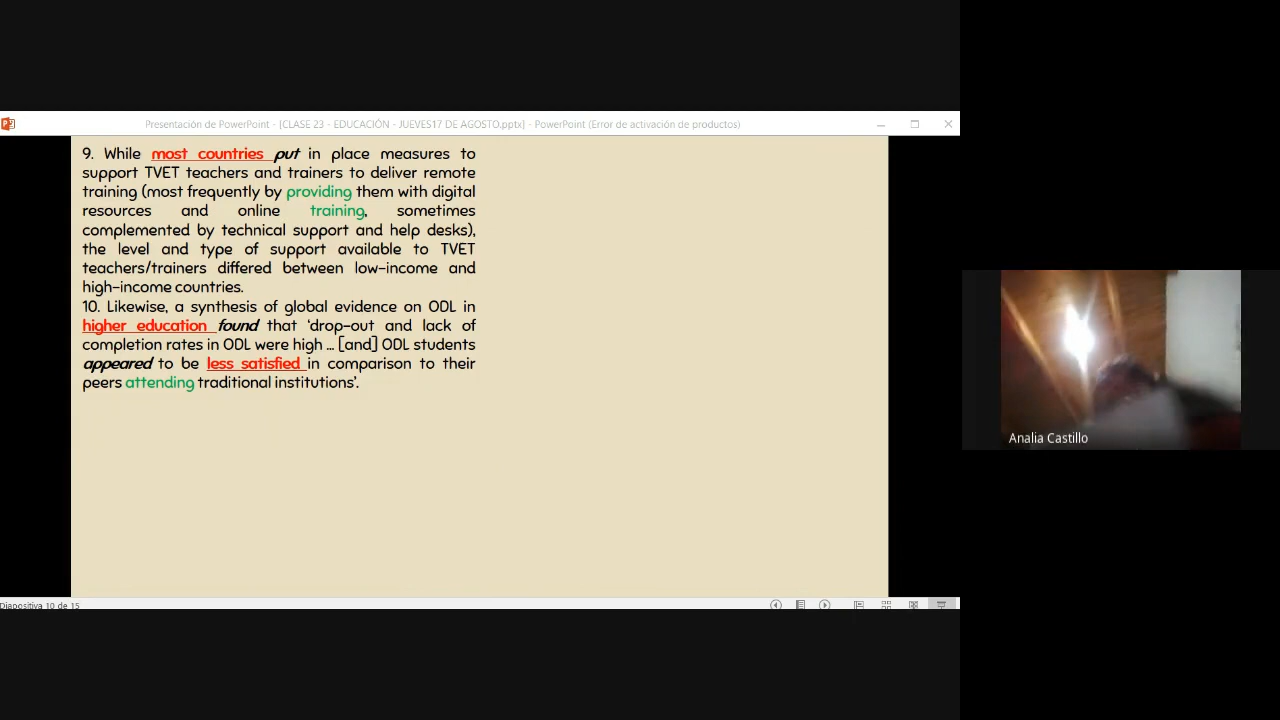 Presentación de PowerPoint - [CLASE 23 - EDUCACIÓN - JUEVES17 DE AGOSTO.pptx] - PowerPoint (Error de activación de productos)
9. While most countries put in place measures to
support TVET teachers and trainers to deliver remote
training (most frequently by providing them with digital
resources and online training, sometimes
complemented by technical support and help desks),
the level and type of support available to TVET
teachers/trainers differed between low-income and
high-income countries.
10. Likewise, a synthesis of global evidence on ODL in
higher education found that ‘drop-out and lack of
completion rates in ODL were high ... [and] ODL students
appeared to be less satisfied in comparison to their
peers attending traditional institutions’.
Analia Castillo
Diapositiva 10 de 15